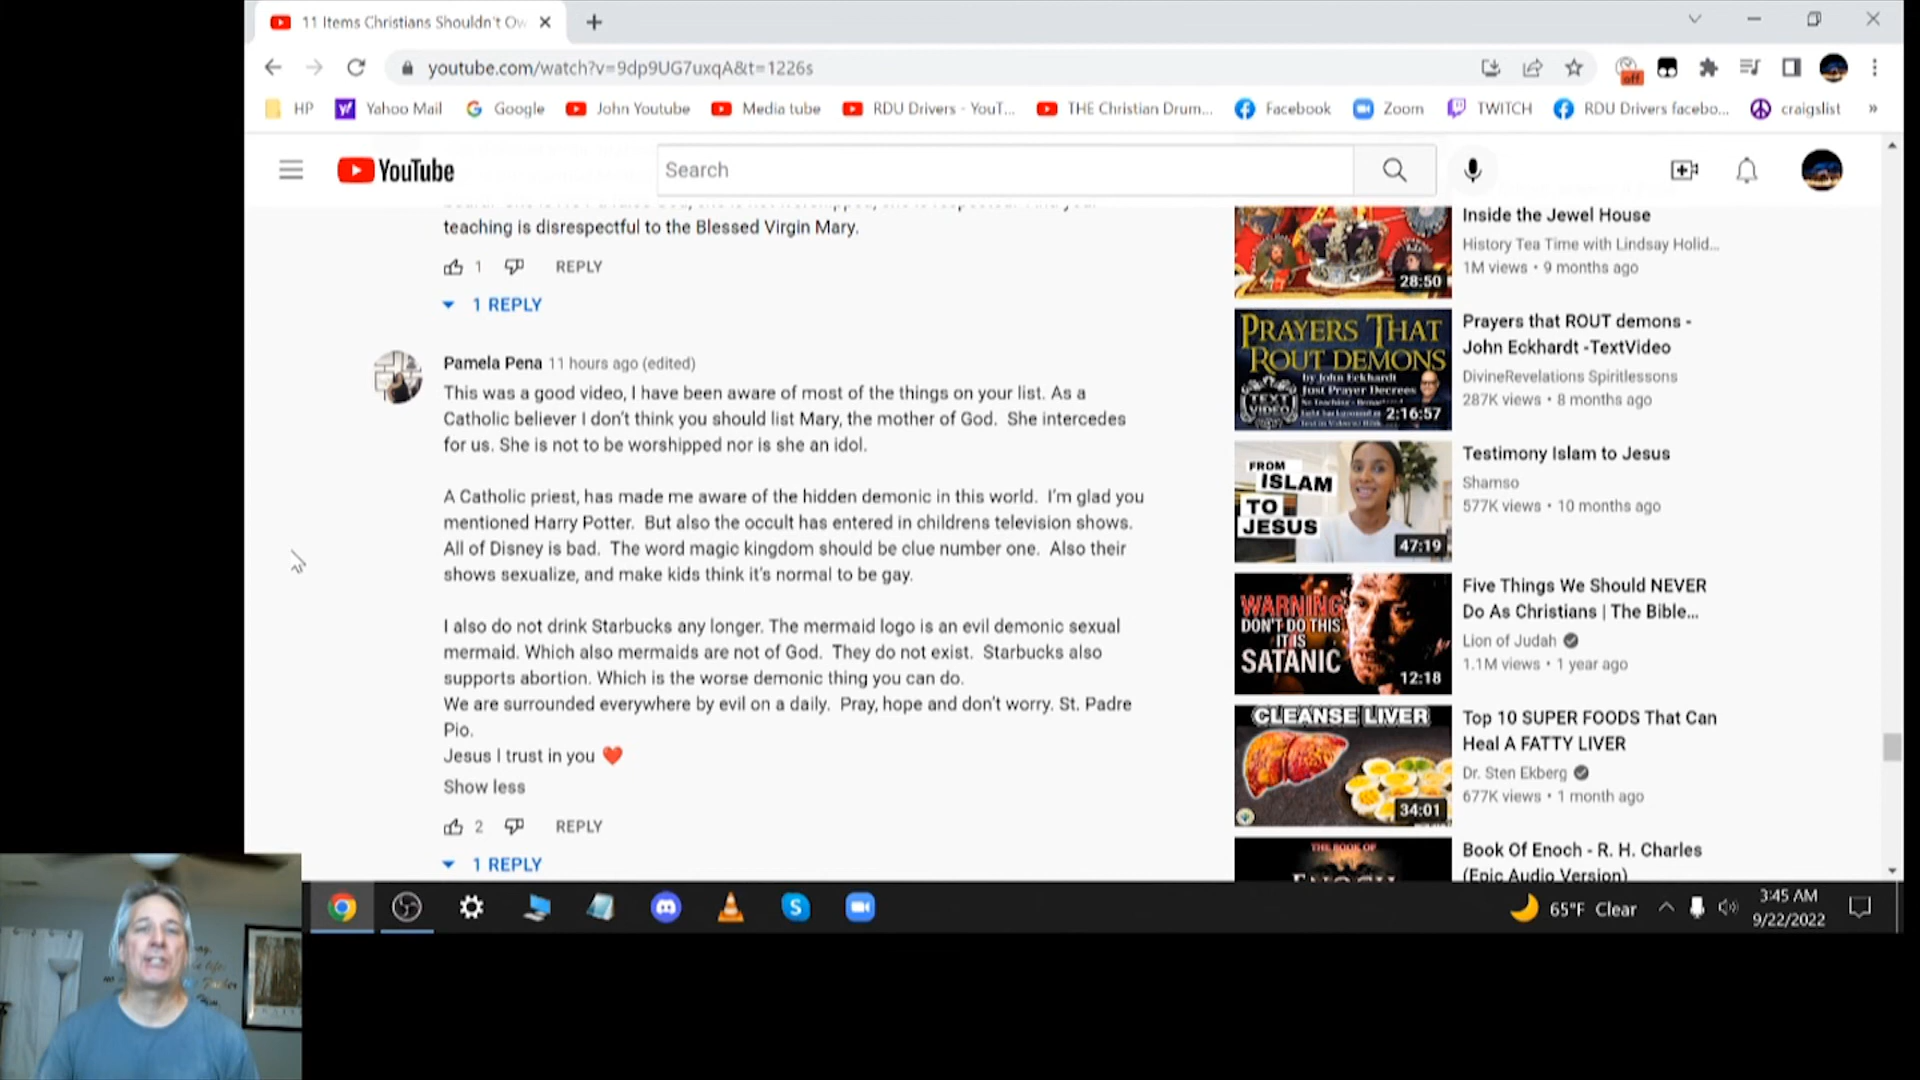 11 Items Christians Shouldn't Ow
youtube.com/watch?v=9dp9UG7uxqA&t=1226s
off
HP
Yahoo Mail
Google
John Youtube
Media tube
RDU Drivers - YouT...
THE Christian Drum...
Facebook
Zoom
TWITCH
RDU Drivers facebo...
craigslist
»
YouTube
Search
teaching is disrespectful to the Blessed Virgin Mary.
1 REPLY
1 REPLY
Pamela Pena 11 hours ago (edited)
This was a good video, I have been aware of most of the things on your list. As a
Catholic believer I don't think you should list Mary, the mother of God. She intercedes
for us. She is not to be worshipped nor is she an idol.
A Catholic priest, has made me aware of the hidden demonic in this world. I'm glad you
mentioned Harry Potter. But also the occult has entered in childrens television shows.
All of Disney is bad. The word magic kingdom should be clue number one. Also their
shows sexualize, and make kids think it's normal to be gay.
I also do not drink Starbucks any longer. The mermaid logo is an evil demonic sexual
mermaid. Which also mermaids are not of God. They do not exist. Starbucks also
supports abortion. Which is the worse demonic thing you can do.
We are surrounded everywhere by evil on a daily. Pray, hope and don't worry. St. Padre
Pio.
Jesus I trust in you ❤️
Show less
2 REPLY
1 REPLY
28:50
Inside the Jewel House
History Tea Time with Lindsay Holid...
1M views • 9 months ago
PRAYERS THAT
ROUT DEMONS
by John Eckhardt
Just Prayer Decrees
TEXT
VIDEO
2:16:57
Prayers that ROUT demons -
John Eckhardt -TextVideo
DivineRevelations Spiritlessons
287K views • 8 months ago
FROM
ISLAM
TO
JESUS
47:19
Testimony Islam to Jesus
Shamso
577K views • 10 months ago
WARNING
DON'T DO THIS
IT IS
SATANIC
12:18
Five Things We Should NEVER
Do As Christians | The Bible...
Lion of Judah
1.1M views • 1 year ago
CLEANSE LIVER
34:01
Top 10 SUPER FOODS That Can
Heal A FATTY LIVER
Dr. Sten Ekberg
677K views • 1 month ago
THE BOOK OF
ENOCH
Book Of Enoch - R. H. Charles
(Epic Audio Version)
65°F Clear
3:45 AM
9/22/2022